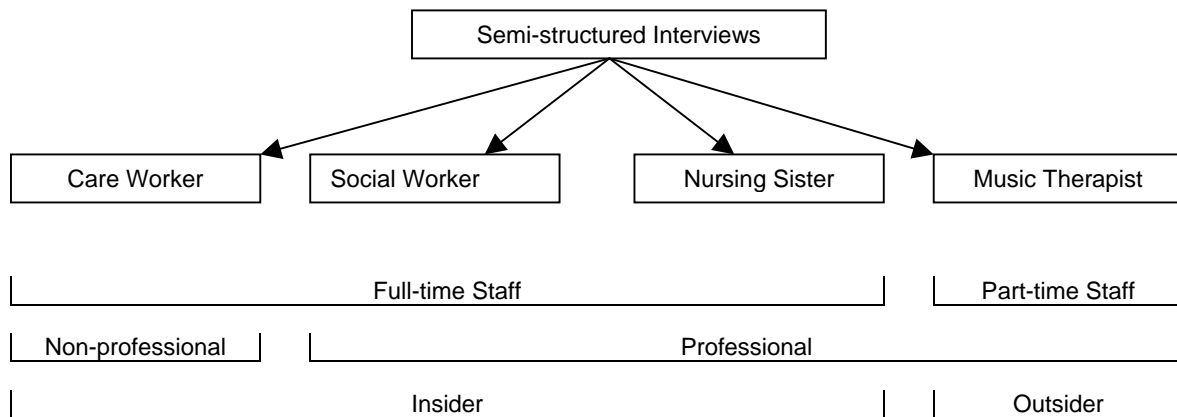 Semi-structured Interviews
Care Worker Social Worker Nursing Sister Music Therapist
Full-time Staff Part-time Staff
Non-professional Professional
Insider Outsider